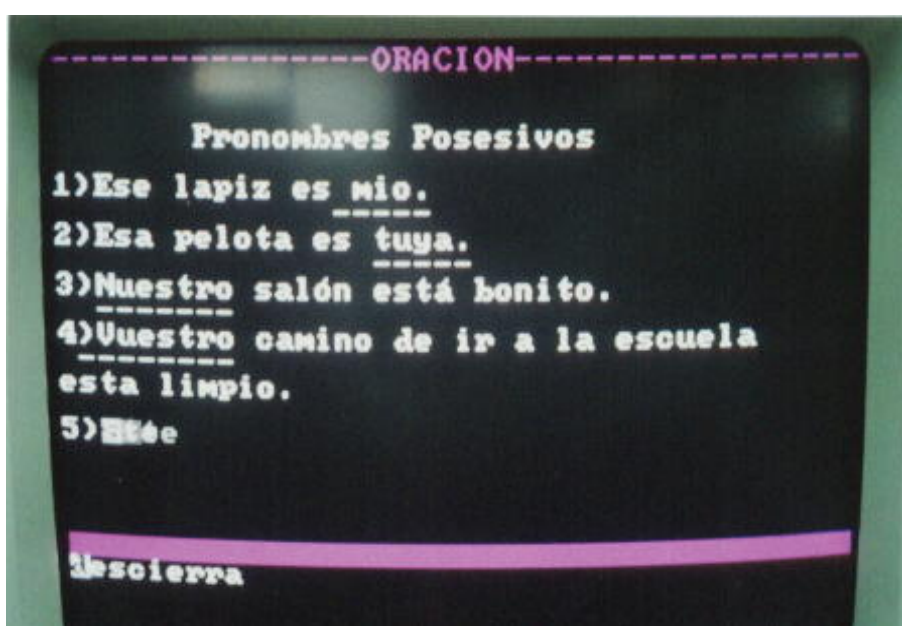 ---------------ORACION---------------
Pronombres Posesivos
1)Ese lapiz es mio.
2)Esa pelota es tuya.
3)Nuestro salón está bonito.
4)Vuestro camino de ir a la escuela
esta limpio.
5)